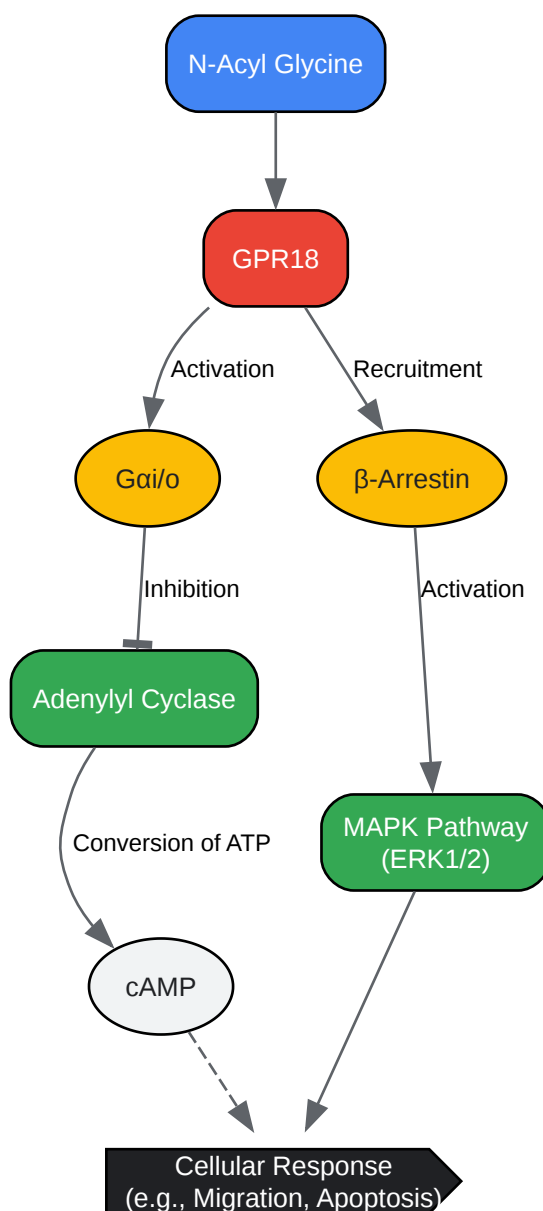 N-Acyl Glycine
GPR18
Activation
Recruitment
Gαi/o
β-Arrestin
Inhibition
Activation
Adenylyl Cyclase
MAPK Pathway
(ERK1/2)
Conversion of ATP
cAMP
Cellular Response
(e.g., Migration, Apoptosis)